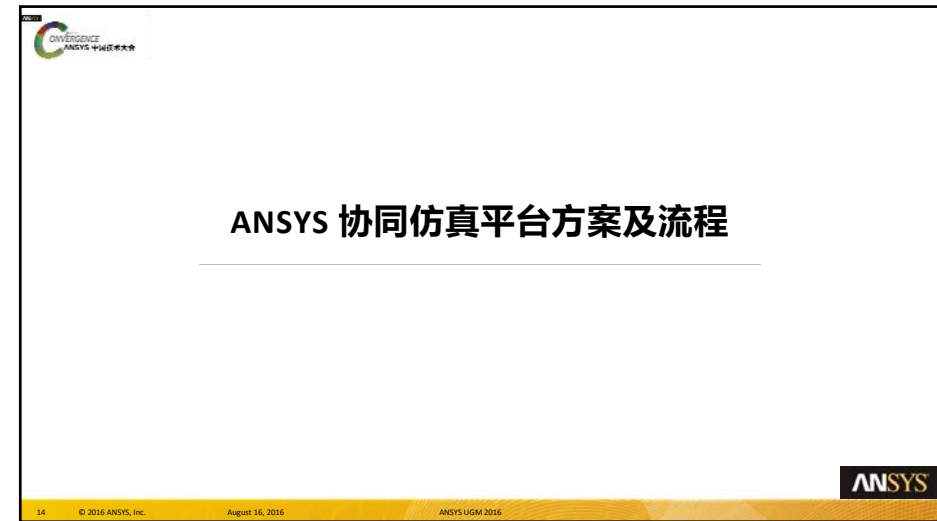 ONVERGENCE
ANSYS 中国技术大会
ANSYS 协同仿真平台方案及流程
ANSYS
14 © 2016 ANSYS, Inc. August 16, 2016 ANSYS UGM 2016